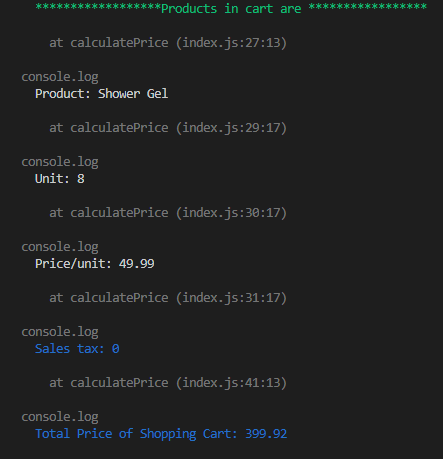 ******************Products in cart are *****************
at calculatePrice (index.js:27:13)
console.log
Product: Shower Gel
at calculatePrice (index.js:29:17)
console.log
Unit: 8
at calculatePrice (index.js:30:17)
console.log
Price/unit: 49.99
at calculatePrice (index.js:31:17)
console.log
Sales tax: 0
at calculatePrice (index.js:41:13)
console.log
Total Price of Shopping Cart: 399.92